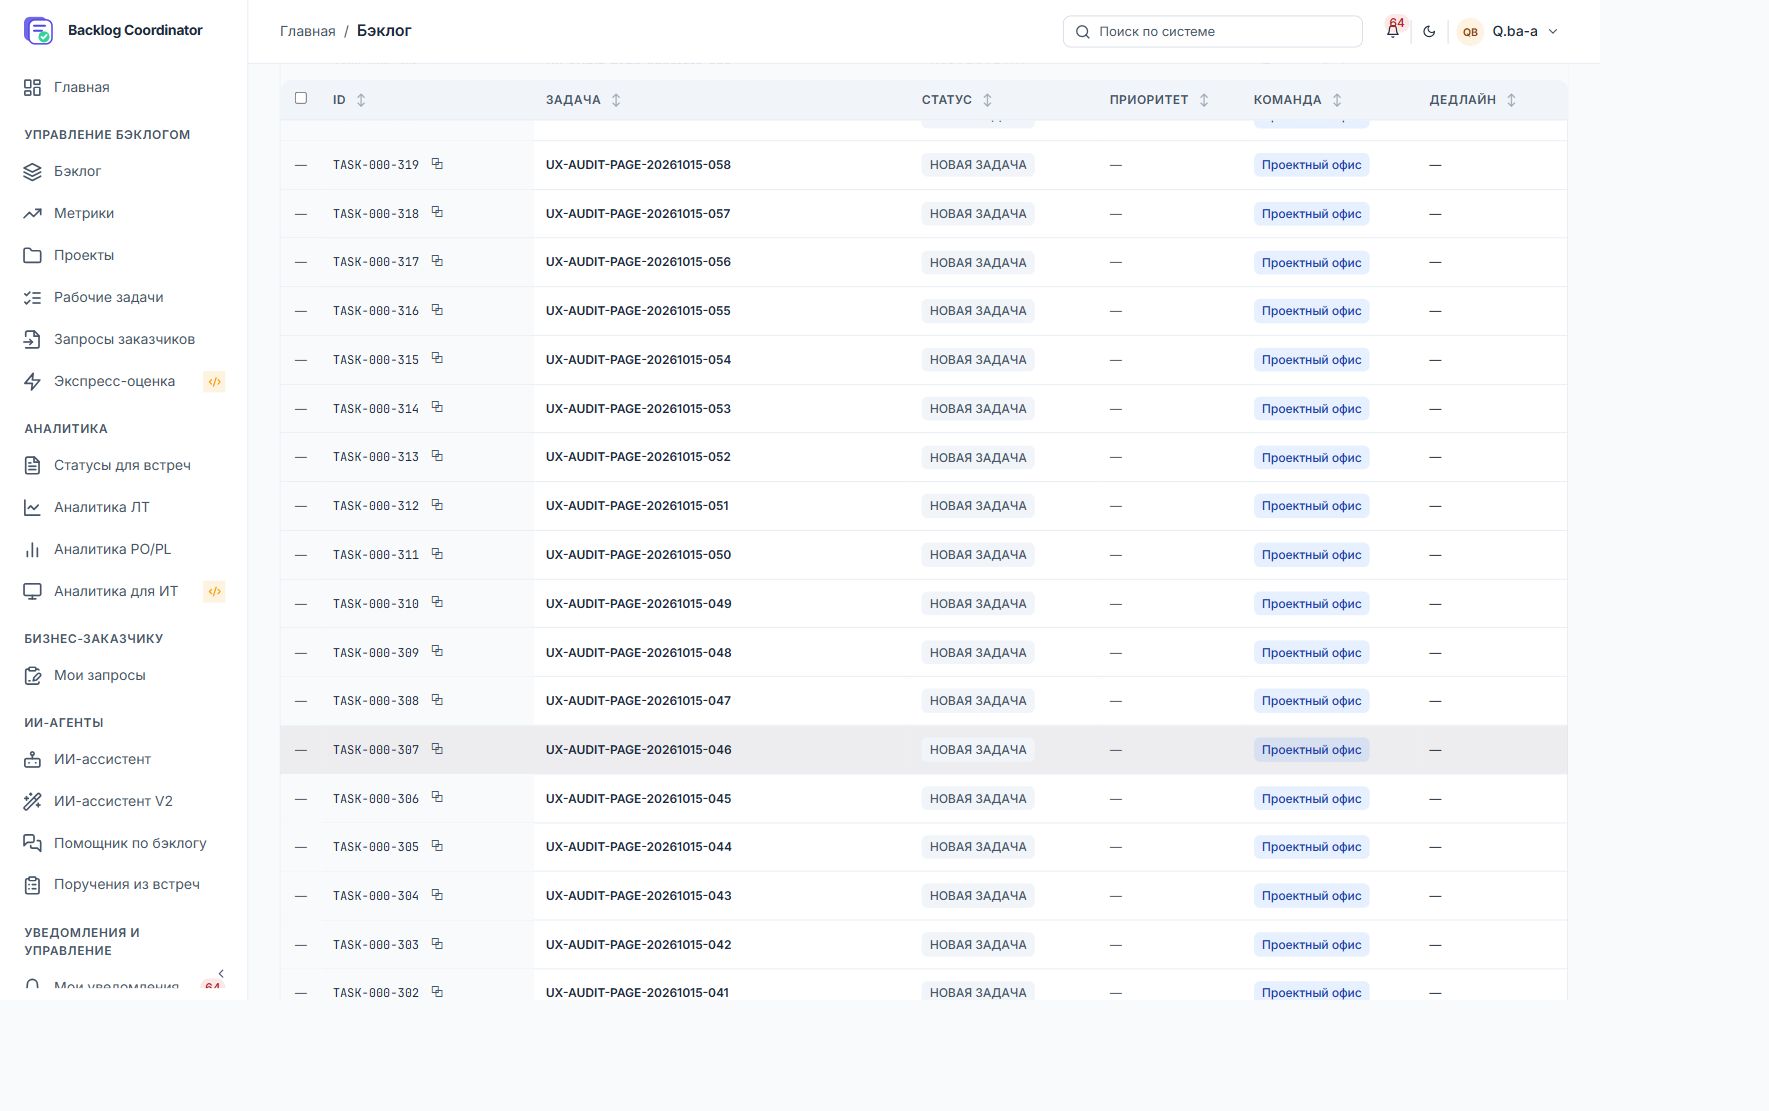 Backlog Coordinator
Главная
УПРАВЛЕНИЕ БЭКЛОГОМ
Бэклог
Метрики
Проекты
Рабочие задачи
Запросы заказчиков
Экспресс-оценка </>
АНАЛИТИКА
Статусы для встреч
Аналитика ЛТ
Аналитика PO/PL
Аналитика для ИТ </>
БИЗНЕС-ЗАКАЗЧИКУ
Мои запросы
ИИ-АГЕНТЫ
ИИ-ассистент
ИИ-ассистент V2
Помощник по бэклогу
Поручения из встреч
УВЕДОМЛЕНИЯ И
УПРАВЛЕНИЕ
Мои уведомления 64
Главная / Бэклог
Поиск по системе
64
QB Q.ba-a
ID ЗАДАЧА СТАТУС ПРИОРИТЕТ КОМАНДА ДЕДЛАЙН
— TASK-000-319 UX-AUDIT-PAGE-20261015-058 НОВАЯ ЗАДАЧА — Проектный офис —
— TASK-000-318 UX-AUDIT-PAGE-20261015-057 НОВАЯ ЗАДАЧА — Проектный офис —
— TASK-000-317 UX-AUDIT-PAGE-20261015-056 НОВАЯ ЗАДАЧА — Проектный офис —
— TASK-000-316 UX-AUDIT-PAGE-20261015-055 НОВАЯ ЗАДАЧА — Проектный офис —
— TASK-000-315 UX-AUDIT-PAGE-20261015-054 НОВАЯ ЗАДАЧА — Проектный офис —
— TASK-000-314 UX-AUDIT-PAGE-20261015-053 НОВАЯ ЗАДАЧА — Проектный офис —
— TASK-000-313 UX-AUDIT-PAGE-20261015-052 НОВАЯ ЗАДАЧА — Проектный офис —
— TASK-000-312 UX-AUDIT-PAGE-20261015-051 НОВАЯ ЗАДАЧА — Проектный офис —
— TASK-000-311 UX-AUDIT-PAGE-20261015-050 НОВАЯ ЗАДАЧА — Проектный офис —
— TASK-000-310 UX-AUDIT-PAGE-20261015-049 НОВАЯ ЗАДАЧА — Проектный офис —
— TASK-000-309 UX-AUDIT-PAGE-20261015-048 НОВАЯ ЗАДАЧА — Проектный офис —
— TASK-000-308 UX-AUDIT-PAGE-20261015-047 НОВАЯ ЗАДАЧА — Проектный офис —
— TASK-000-307 UX-AUDIT-PAGE-20261015-046 НОВАЯ ЗАДАЧА — Проектный офис —
— TASK-000-306 UX-AUDIT-PAGE-20261015-045 НОВАЯ ЗАДАЧА — Проектный офис —
— TASK-000-305 UX-AUDIT-PAGE-20261015-044 НОВАЯ ЗАДАЧА — Проектный офис —
— TASK-000-304 UX-AUDIT-PAGE-20261015-043 НОВАЯ ЗАДАЧА — Проектный офис —
— TASK-000-303 UX-AUDIT-PAGE-20261015-042 НОВАЯ ЗАДАЧА — Проектный офис —
— TASK-000-302 UX-AUDIT-PAGE-20261015-041 НОВАЯ ЗАДАЧА — Проектный офис —